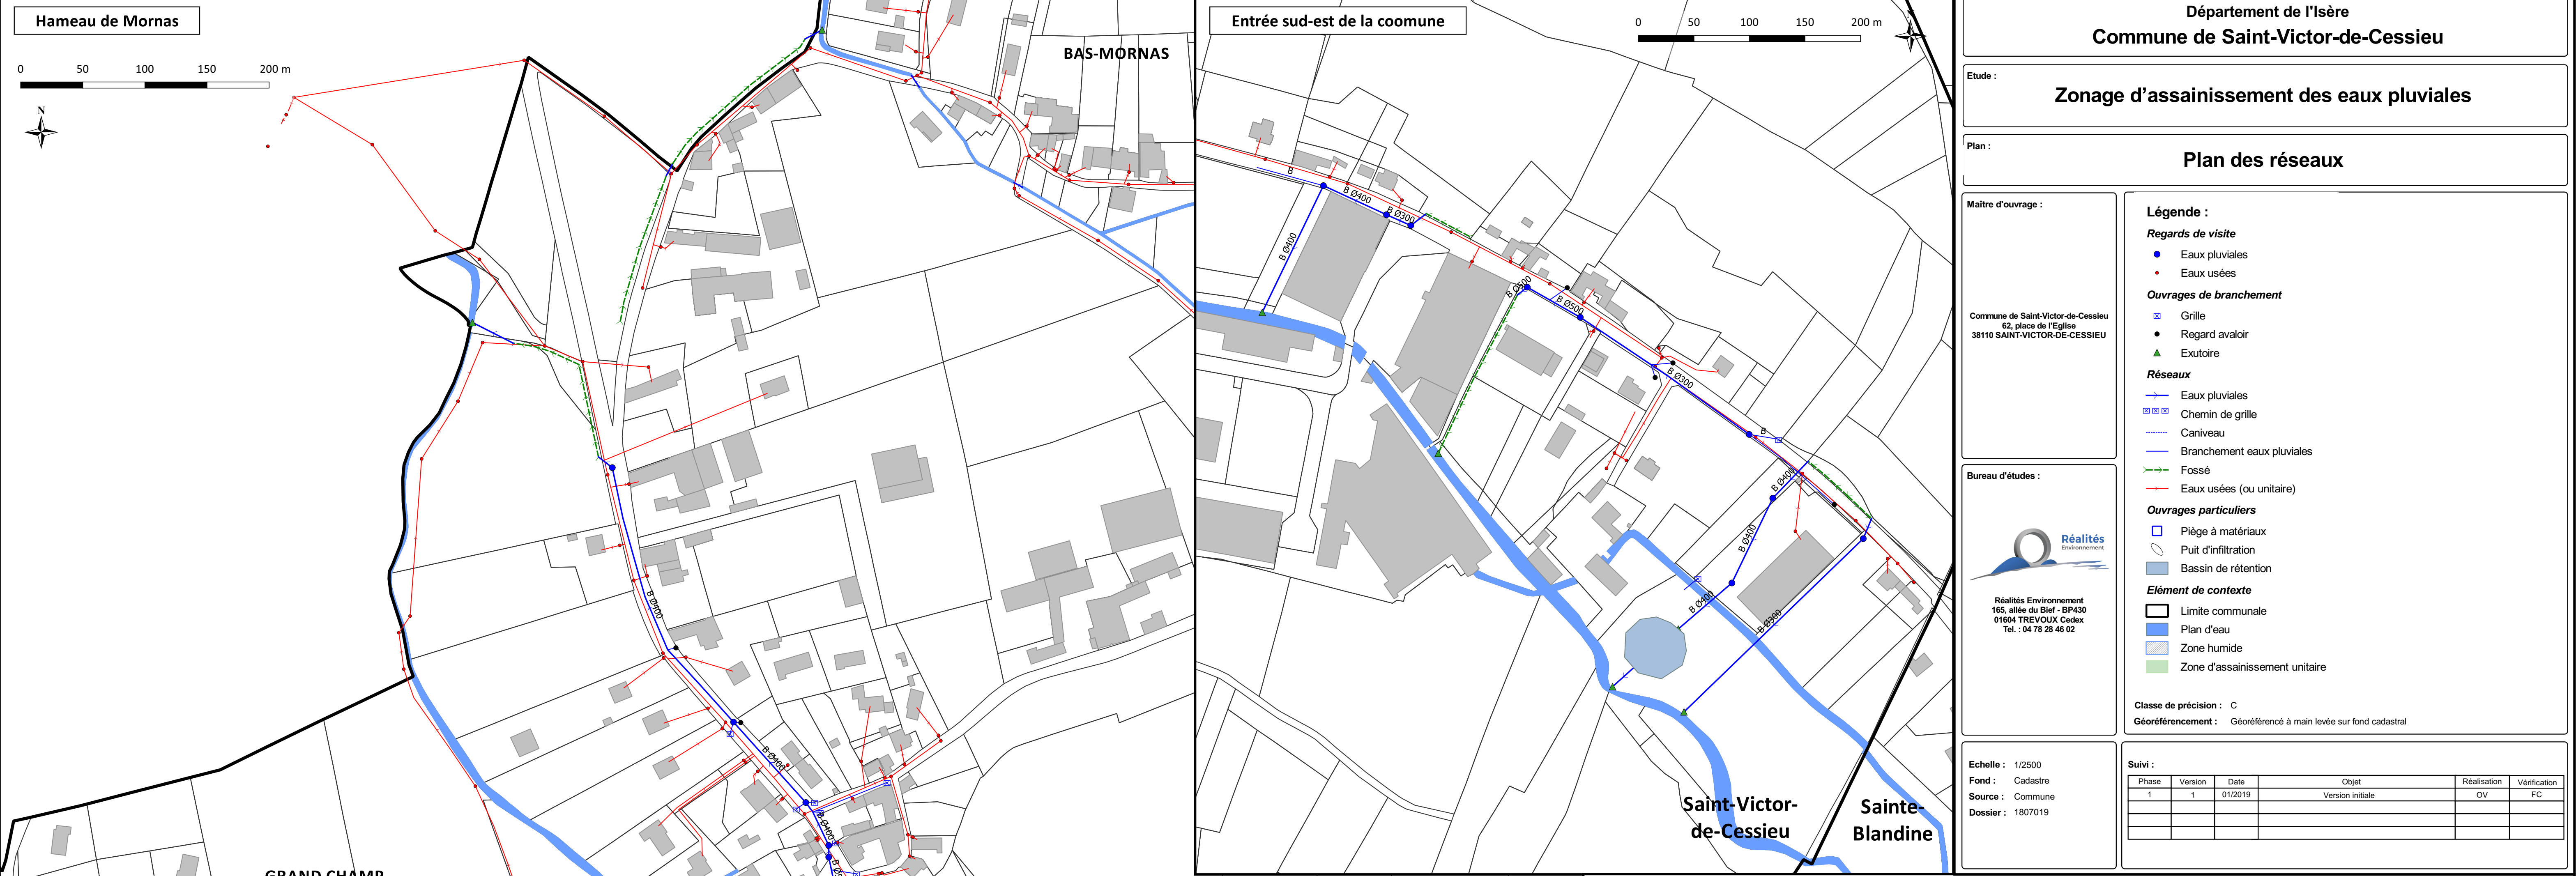 Hameau de Mornas
0 50 100 150 200 m
N
BAS-MORNAS
B Ø400
B Ø400
B Ø400
GRAND CHAMP
Entrée sud-est de la coomune
0 50 100 150 200 m
B
B Ø400
B Ø300
B Ø400
B Ø500
B Ø500
B Ø300
B
B Ø400
B Ø400
B Ø400
B Ø300
Saint-Victor-
de-Cessieu
Sainte-
Blandine
Département de l'Isère
Commune de Saint-Victor-de-Cessieu
Etude :
Zonage d'assainissement des eaux pluviales
Plan :
Plan des réseaux
Maître d'ouvrage :
Commune de Saint-Victor-de-Cessieu
62, place de l'Eglise
38110 SAINT-VICTOR-DE-CESSIEU
Bureau d'études :
Réalités
Environnement
Réalités Environnement
165, allée du Bief - BP430
01604 TREVOUX Cedex
Tel. : 04 78 28 46 02
Légende :
Regards de visite
Eaux pluviales
Eaux usées
Ouvrages de branchement
Grille
Regard avaloir
Exutoire
Réseaux
Eaux pluviales
Chemin de grille
Caniveau
Branchement eaux pluviales
Fossé
Eaux usées (ou unitaire)
Ouvrages particuliers
Piège à matériaux
Puit d'infiltration
Bassin de rétention
Elément de contexte
Limite communale
Plan d'eau
Zone humide
Zone d'assainissement unitaire
Classe de précision : C
Géoréférencement : Géoréférencé à main levée sur fond cadastral
Echelle : 1/2500
Fond : Cadastre
Source : Commune
Dossier : 1807019
Suivi :
Phase Version Date Objet Réalisation Vérification
1 1 01/2019 Version initiale OV FC